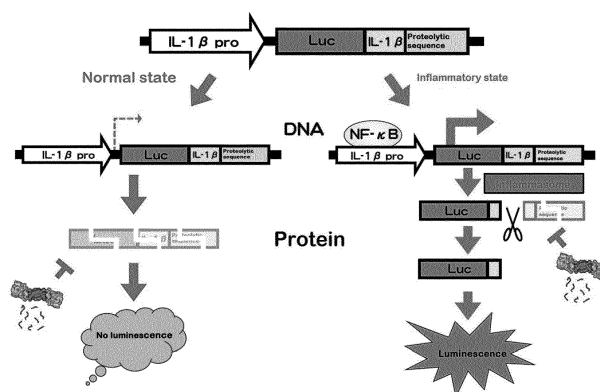 IL-1β pro
Luc
IL-1β
Proteolytic
sequence
Normal state
Inflammatory state
DNA
NF-κB
IL-1β pro
Luc
IL-1β
Proteolytic
sequence
IL-1β pro
Luc
IL-1β
Proteolytic
sequence
Luc
Protein
Luc
No luminescence
Luminescence